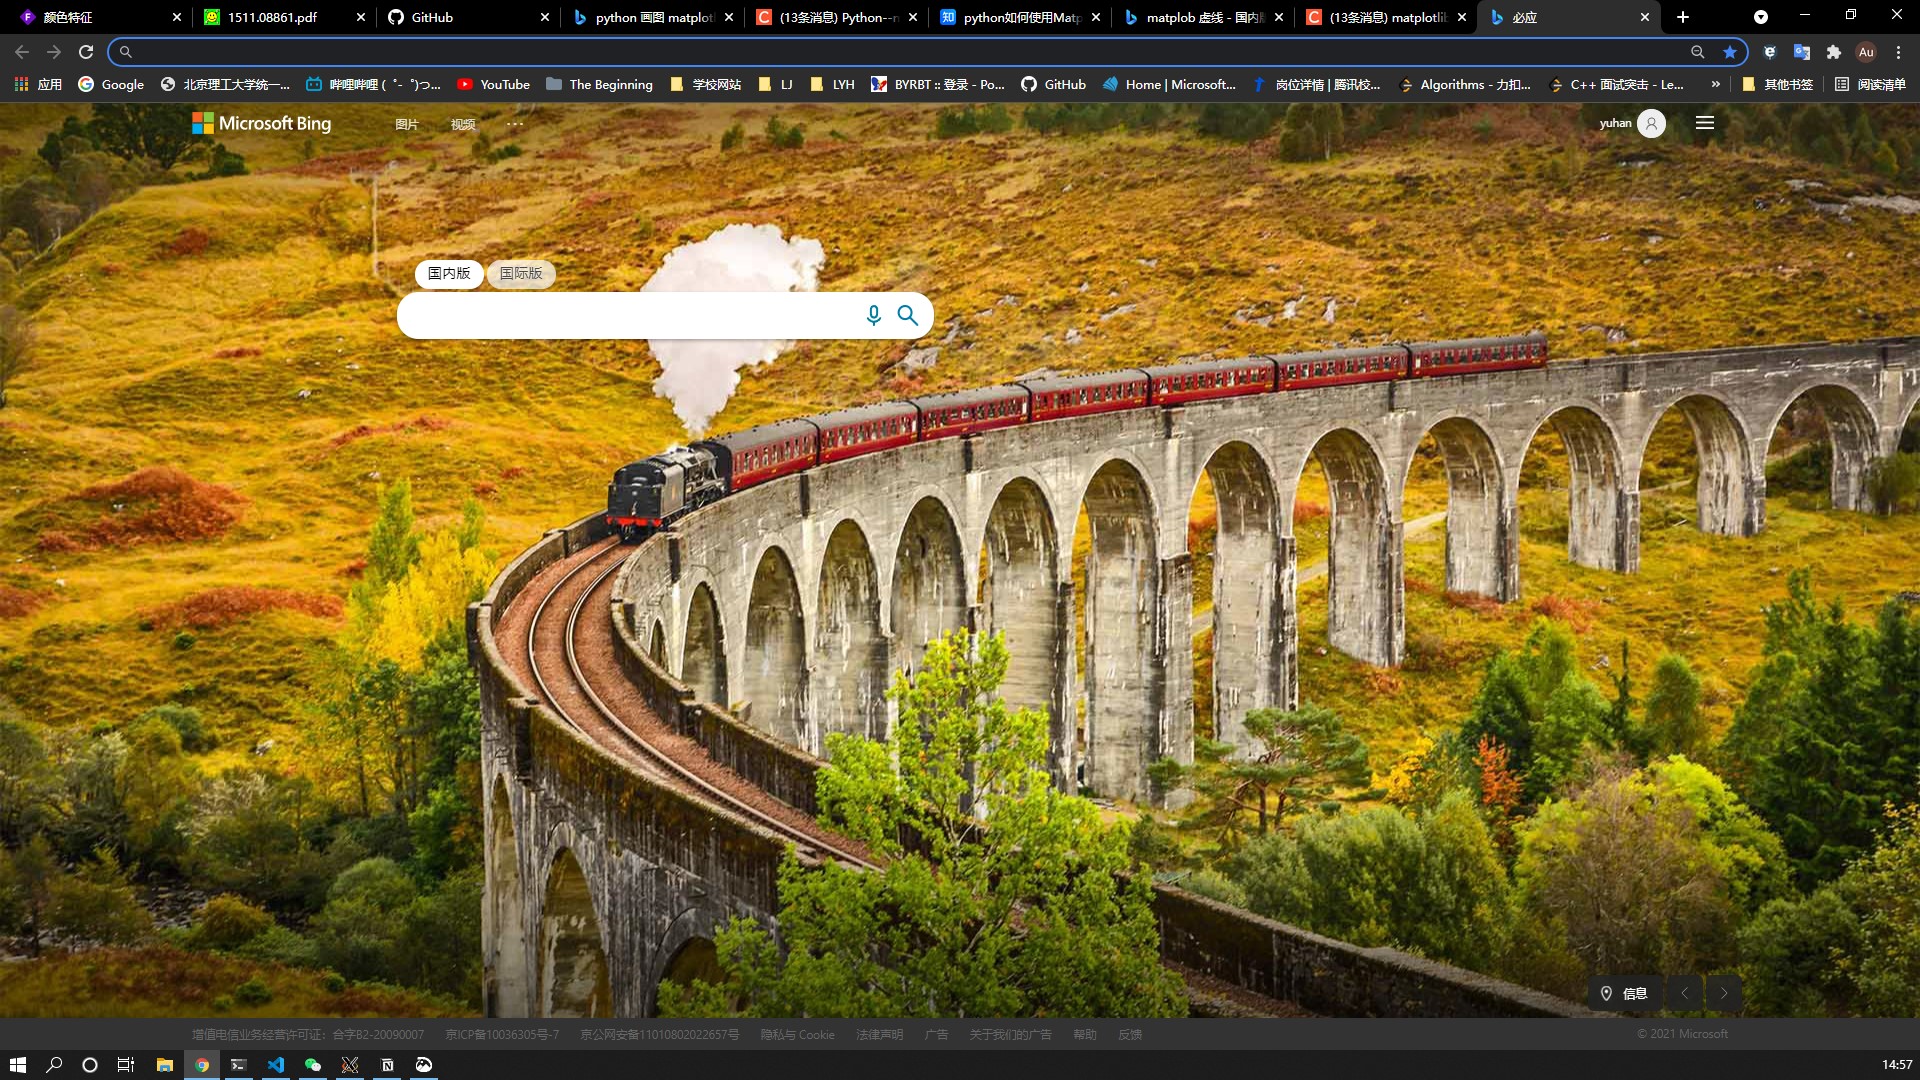 颜色特征
1511.08861.pdf
GitHub
python 画图 matplotl
(13条消息) Python--n
python如何使用Matp
matplob 虚线 - 国内版
(13条消息) matplotlib
必应
Au
应用
Google
北京理工大学统一...
哔哩哔哩 ( ゜- ゜)つ...
YouTube
The Beginning
学校网站
LJ
LYH
BYRBT :: 登录 - Po...
GitHub
Home | Microsoft...
岗位详情 | 腾讯校...
Algorithms - 力扣...
C++ 面试突击 - Le...
»
其他书签
阅读清单
Microsoft Bing
图片
视频
yuhan
国内版
国际版
信息
增值电信业务经营许可证：合字B2-20090007
京ICP备10036305号-7
京公网安备11010802022657号
隐私与 Cookie
法律声明
广告
关于我们的广告
帮助
反馈
© 2021 Microsoft
14:57